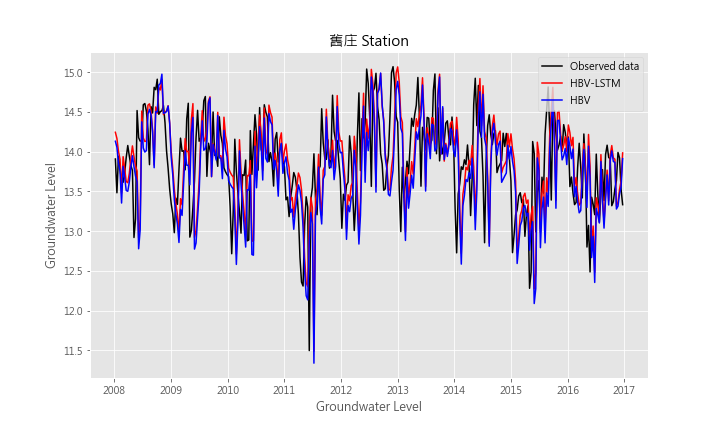 舊庄 Station
Observed data
HBV-LSTM
HBV
Groundwater Level
15.0
14.5
14.0
13.5
13.0
12.5
12.0
11.5
2008 2009 2010 2011 2012 2013 2014 2015 2016 2017
Groundwater Level